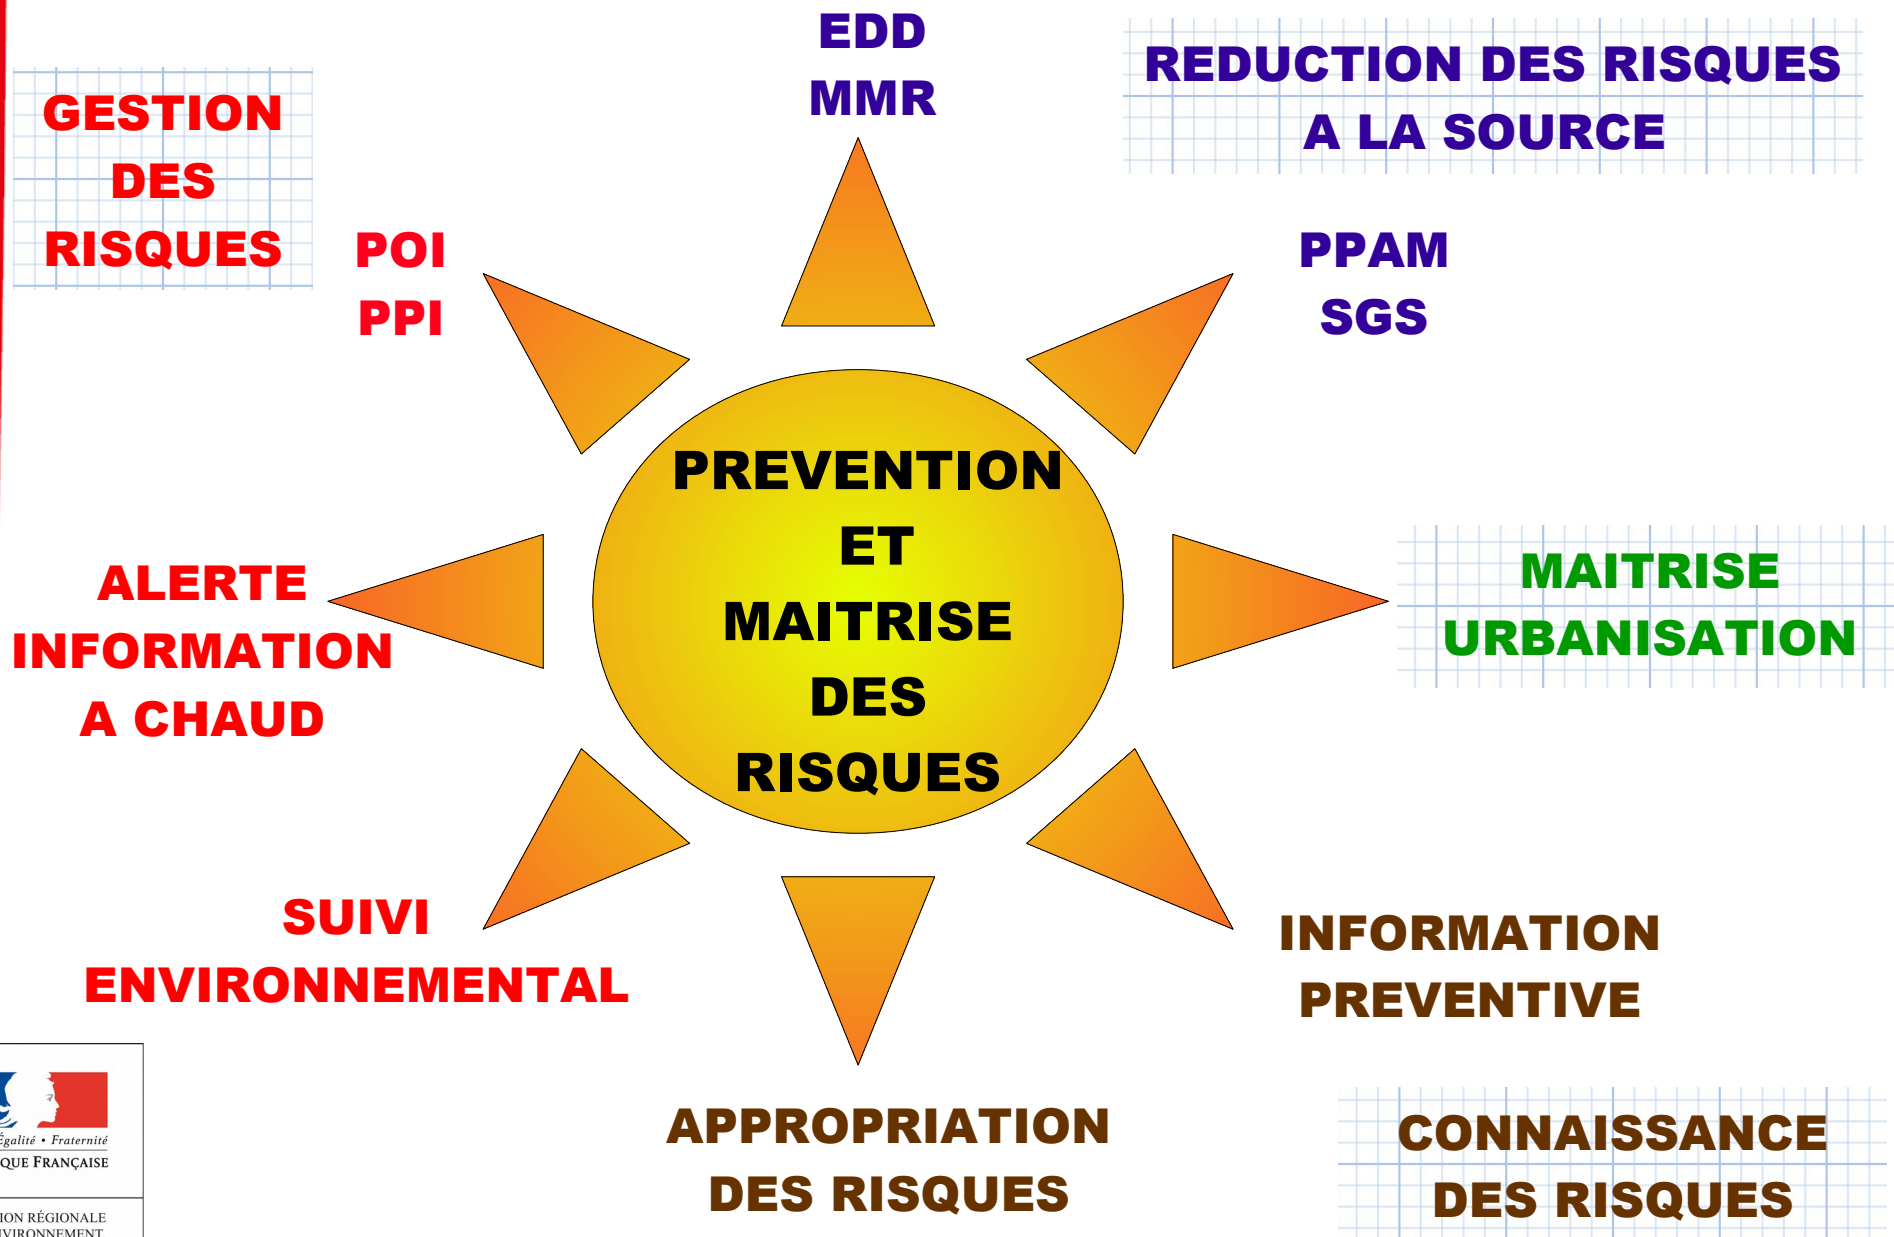 EDD
MMR
REDUCTION DES RISQUES
A LA SOURCE
GESTION
DES
RISQUES
POI
PPI
PPAM
SGS
PREVENTION
ET
MAITRISE
DES
RISQUES
ALERTE
INFORMATION
A CHAUD
MAITRISE
URBANISATION
SUIVI
ENVIRONNEMENTAL
INFORMATION
PREVENTIVE
APPROPRIATION
DES RISQUES
CONNAISSANCE
DES RISQUES
Égalité • Fraternité
QUE FRANÇAISE
ION RÉGIONALE
NVIRONNEMENT